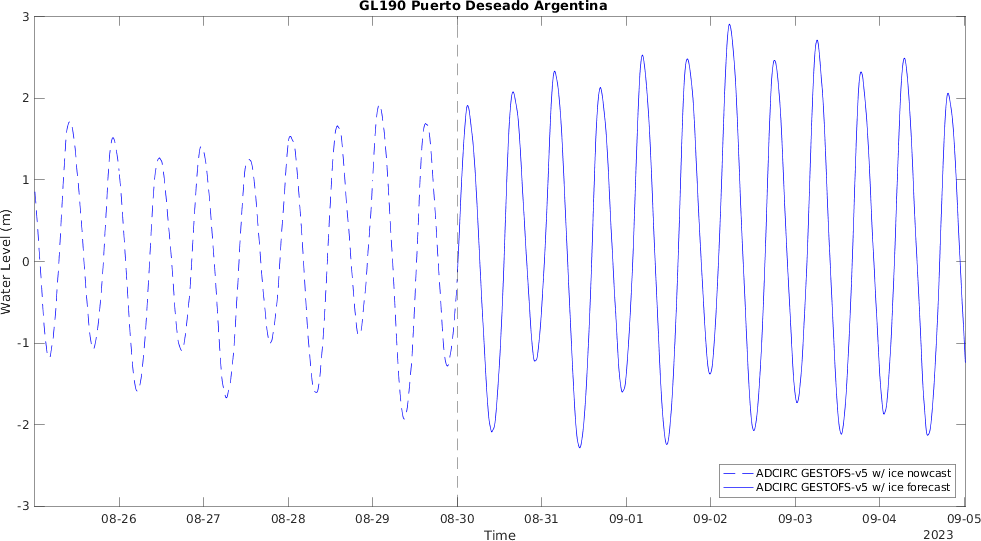 GL190 Puerto Deseado Argentina
3
2
1
0
-1
-2
-3
Water Level (m)
ADCIRC GESTOFS-v5 w/ ice nowcast
ADCIRC GESTOFS-v5 w/ ice forecast
08-26 08-27 08-28 08-29 08-30 08-31 09-01 09-02 09-03 09-04 09-05
Time 2023